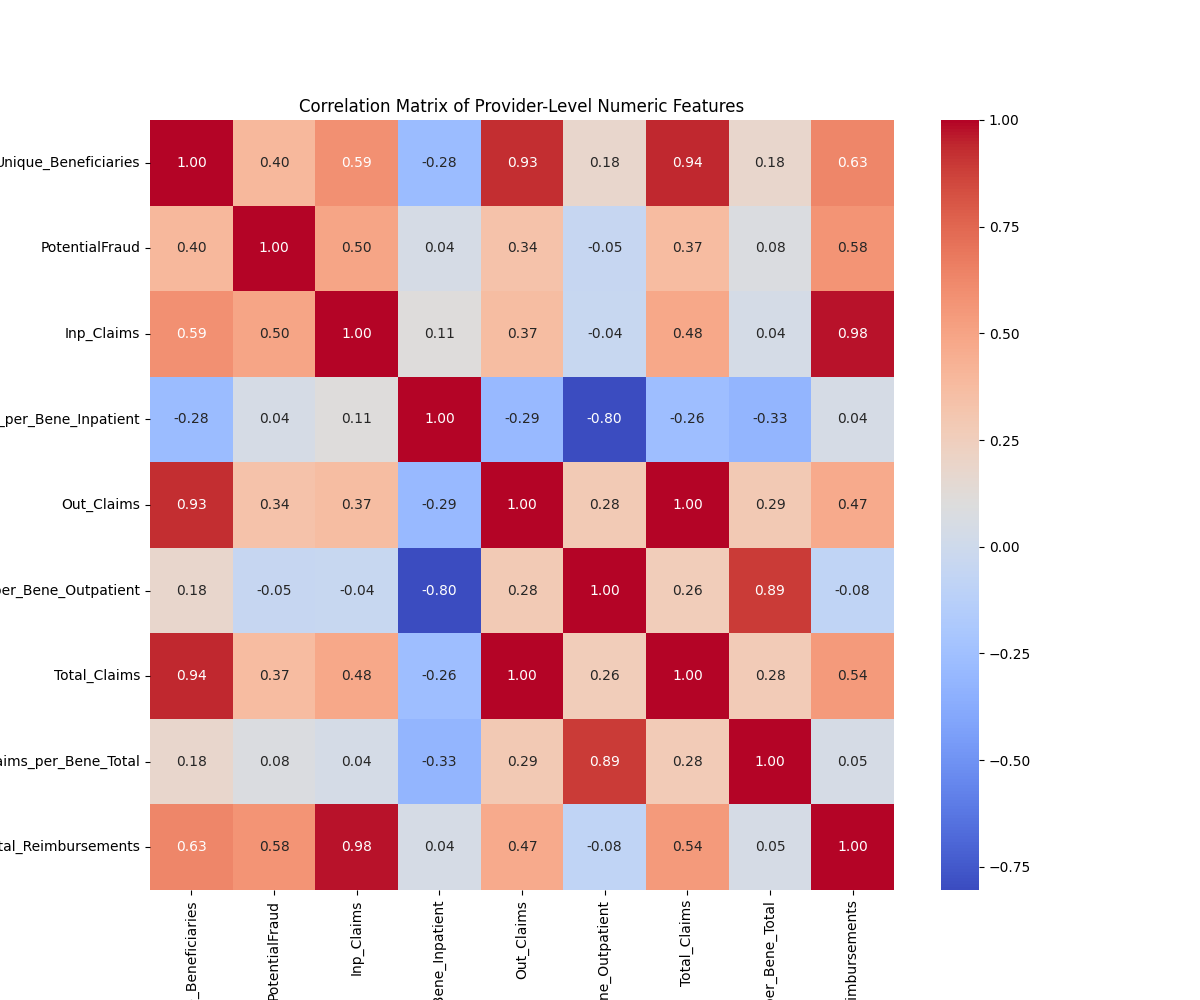 Correlation Matrix of Provider-Level Numeric Features
Unique_Beneficiaries 1.00 0.40 0.59 -0.28 0.93 0.18 0.94 0.18 0.63
PotentialFraud 0.40 1.00 0.50 0.04 0.34 -0.05 0.37 0.08 0.58
Inp_Claims 0.59 0.50 1.00 0.11 0.37 -0.04 0.48 0.04 0.98
_per_Bene_Inpatient -0.28 0.04 0.11 1.00 -0.29 -0.80 -0.26 -0.33 0.04
Out_Claims 0.93 0.34 0.37 -0.29 1.00 0.28 1.00 0.29 0.47
per_Bene_Outpatient 0.18 -0.05 -0.04 -0.80 0.28 1.00 0.26 0.89 -0.08
Total_Claims 0.94 0.37 0.48 -0.26 1.00 0.26 1.00 0.28 0.54
aims_per_Bene_Total 0.18 0.08 0.04 -0.33 0.29 0.89 0.28 1.00 0.05
tal_Reimbursements 0.63 0.58 0.98 0.04 0.47 -0.08 0.54 0.05 1.00
_Beneficiaries
PotentialFraud
Inp_Claims
Bene_Inpatient
Out_Claims
ne_Outpatient
Total_Claims
per_Bene_Total
imbursements
1.00
0.75
0.50
0.25
0.00
−0.25
−0.50
−0.75